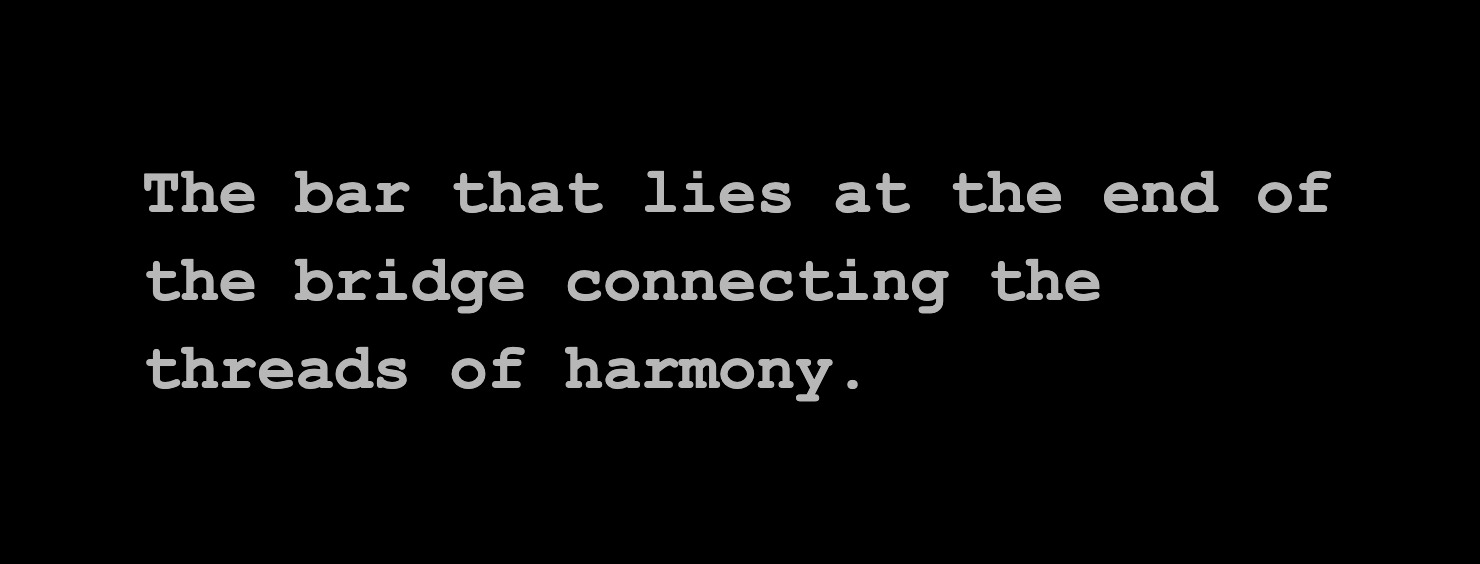 The bar that lies at the end of
the bridge connecting the
threads of harmony.